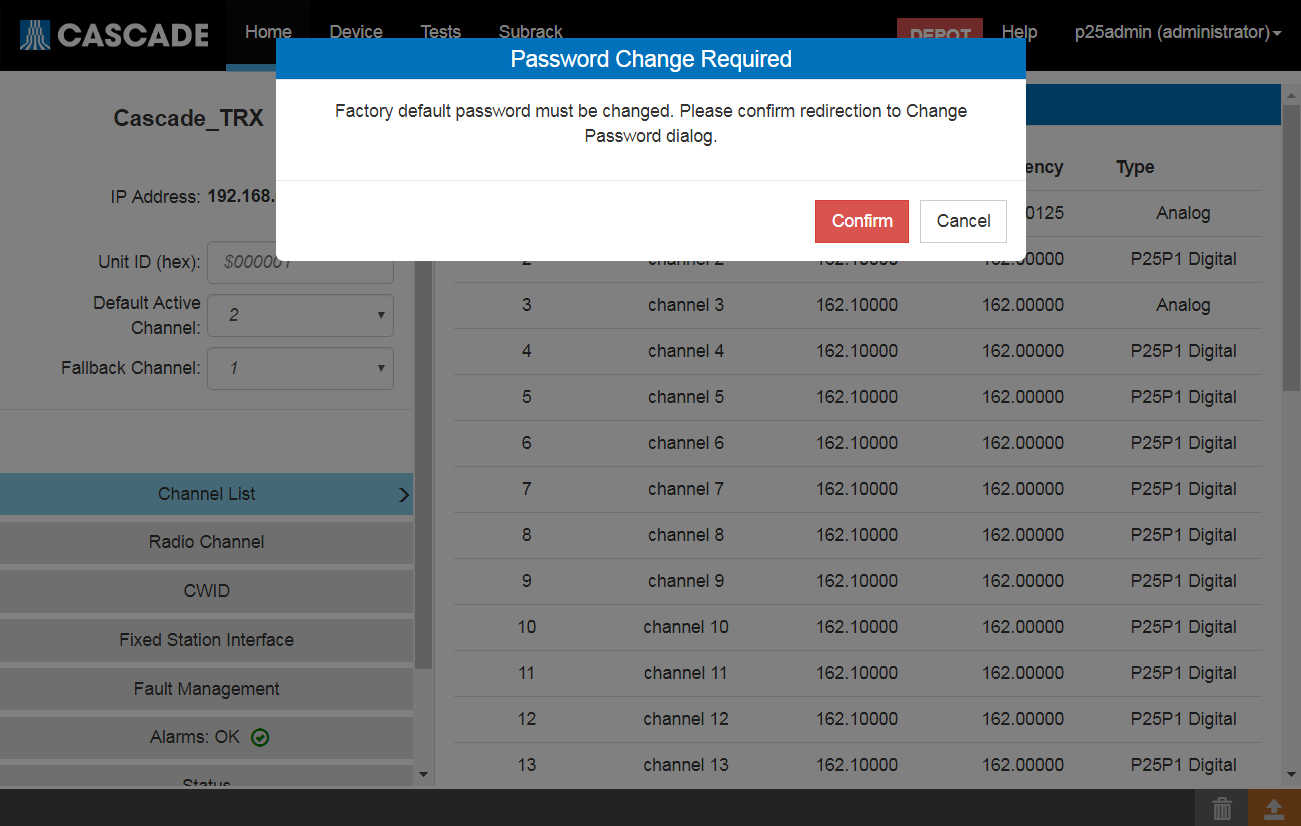 CASCADE
Home Device Tests Subrack DEPOT Help p25admin (administrator)
Password Change Required
Factory default password must be changed. Please confirm redirection to Change
Password dialog.
Confirm Cancel
Cascade_TRX
IP Address: 192.168.
Unit ID (hex): $000001
Default Active
Channel: 2
Fallback Channel: 1
Channel List
Radio Channel
CWID
Fixed Station Interface
Fault Management
Alarms: OK
Status
Type
0125 Analog
2 channel 2 162.10000 162.00000 P25P1 Digital
3 channel 3 162.10000 162.00000 Analog
4 channel 4 162.10000 162.00000 P25P1 Digital
5 channel 5 162.10000 162.00000 P25P1 Digital
6 channel 6 162.10000 162.00000 P25P1 Digital
7 channel 7 162.10000 162.00000 P25P1 Digital
8 channel 8 162.10000 162.00000 P25P1 Digital
9 channel 9 162.10000 162.00000 P25P1 Digital
10 channel 10 162.10000 162.00000 P25P1 Digital
11 channel 11 162.10000 162.00000 P25P1 Digital
12 channel 12 162.10000 162.00000 P25P1 Digital
13 channel 13 162.10000 162.00000 P25P1 Digital